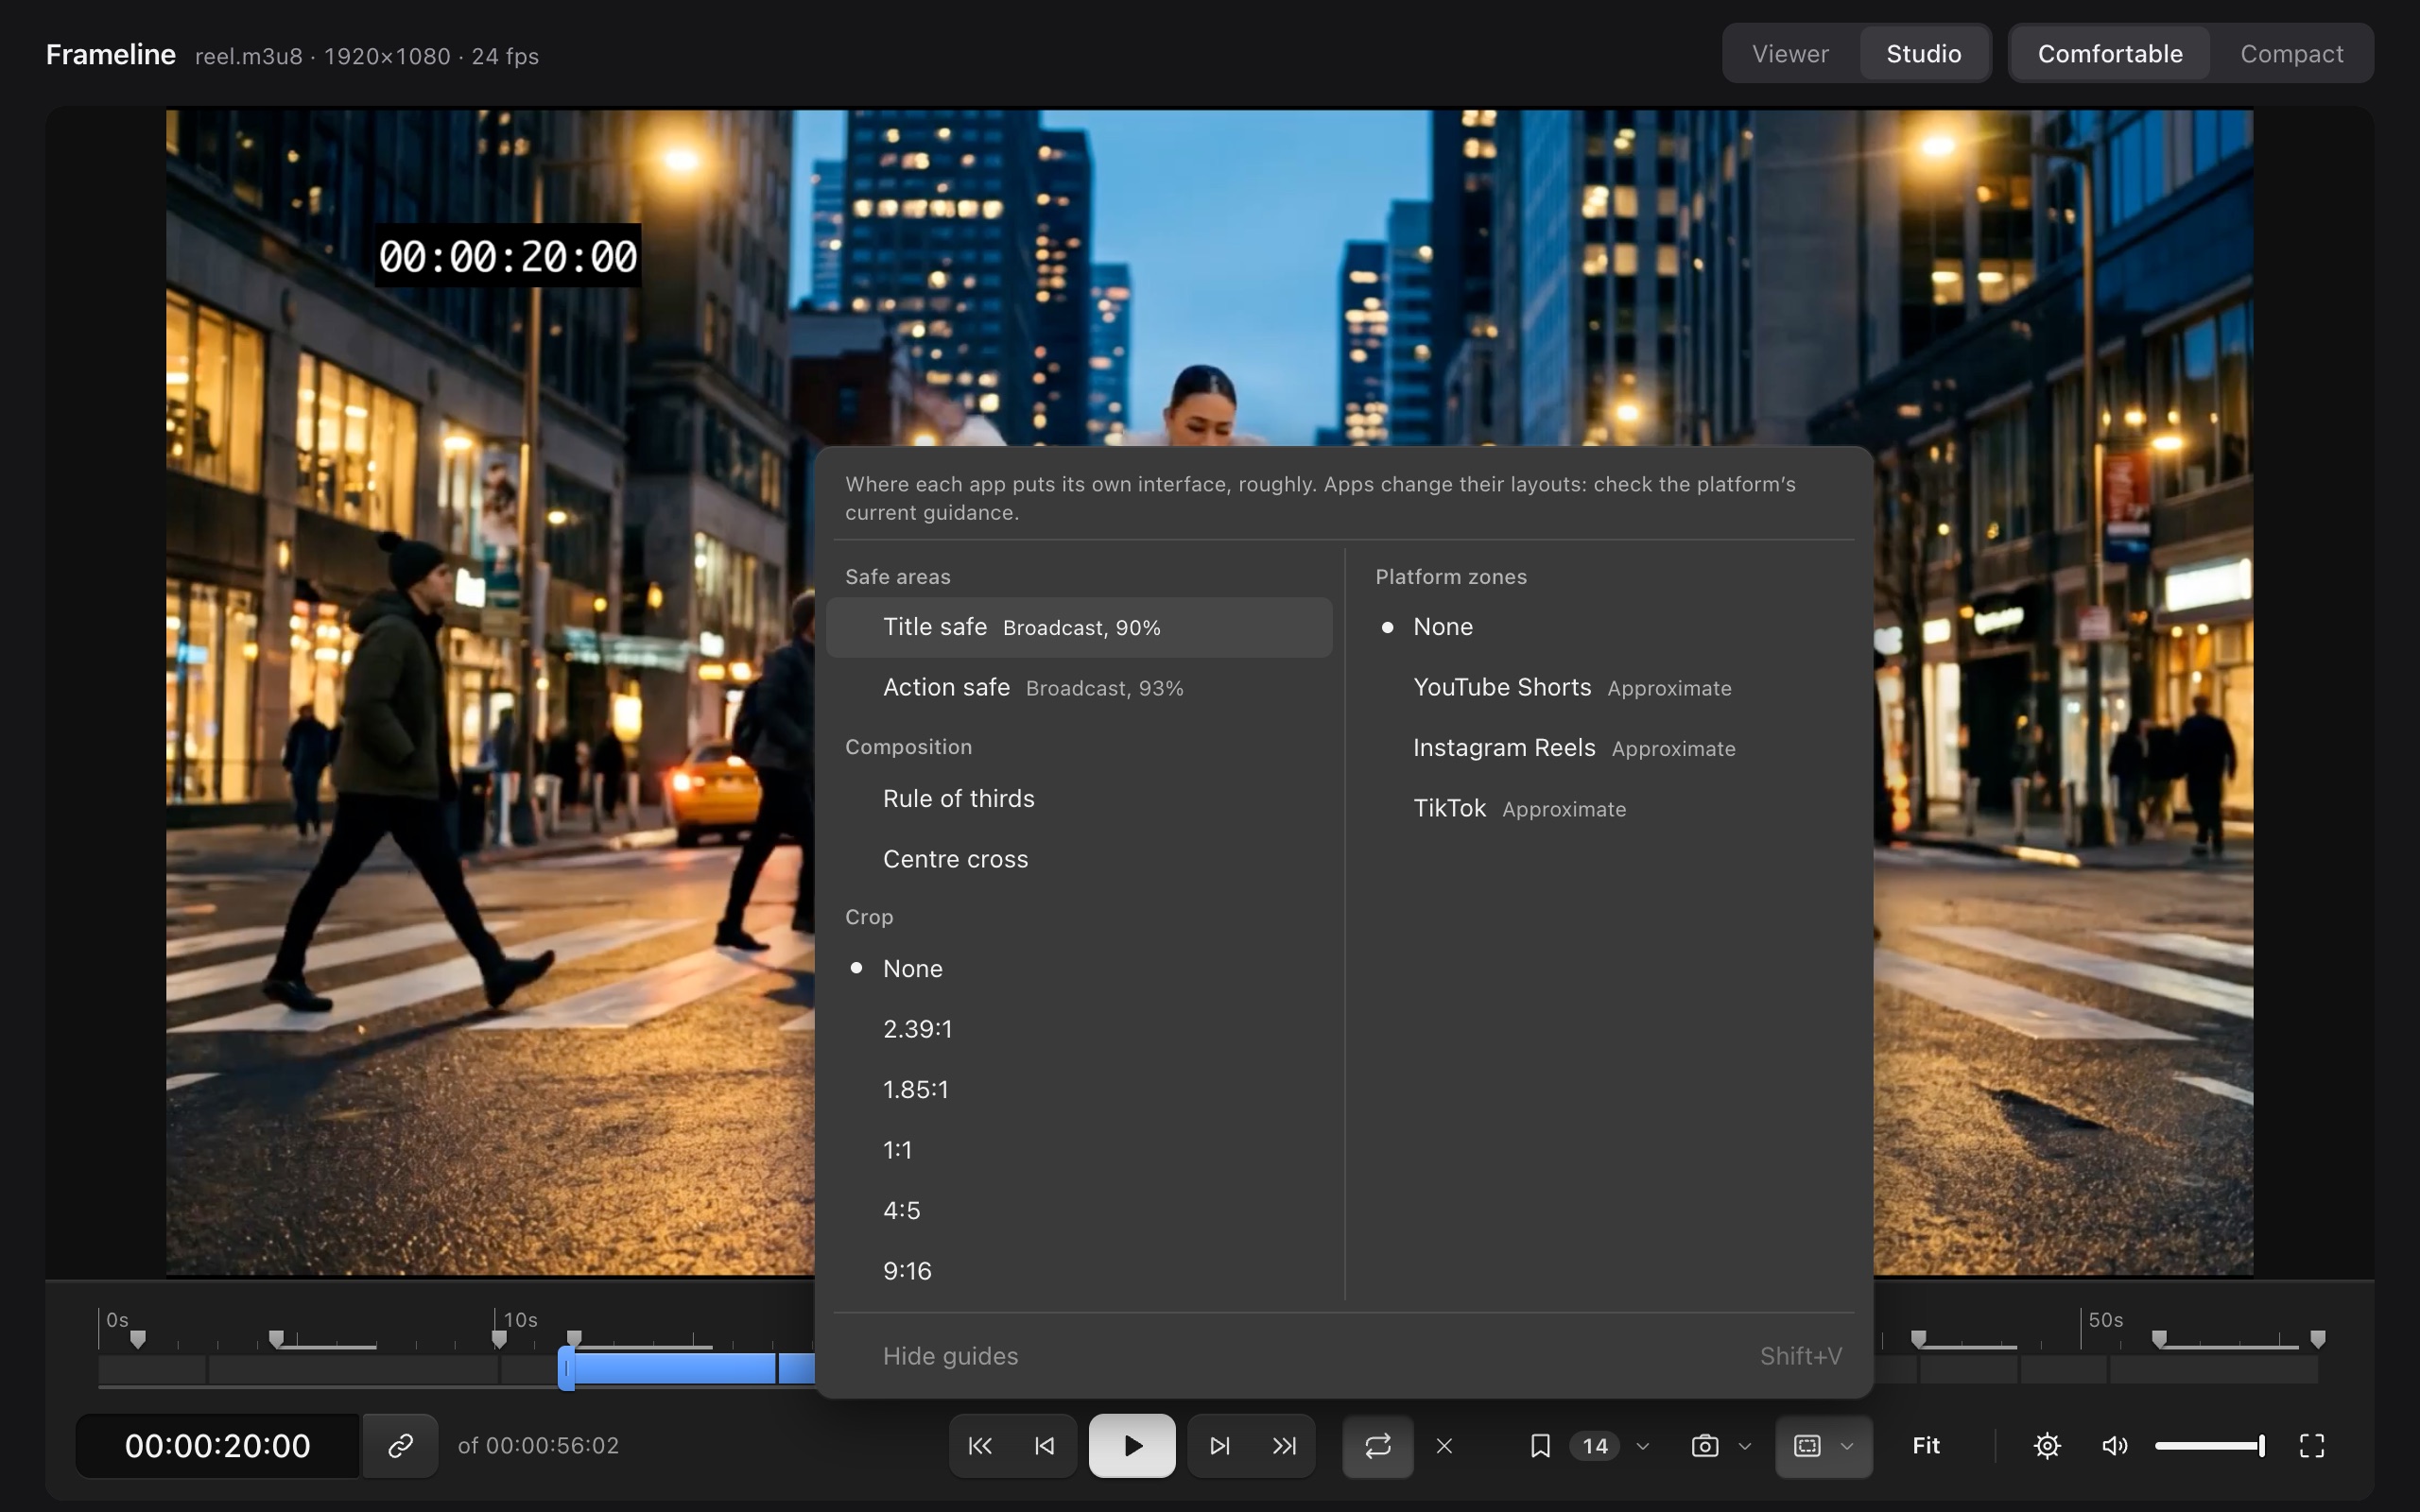 Frameline reel.m3u8 · 1920×1080 · 24 fps
Viewer Studio Comfortable Compact
00:00:20:00
Where each app puts its own interface, roughly. Apps change their layouts: check the platform’s
current guidance.
Safe areas
Title safe Broadcast, 90%
Action safe Broadcast, 93%
Composition
Rule of thirds
Centre cross
Crop
None
2.39:1
1.85:1
1:1
4:5
9:16
Platform zones
None
YouTube Shorts Approximate
Instagram Reels Approximate
TikTok Approximate
Hide guides Shift+V
0s 10s 50s
00:00:20:00 of 00:00:56:02 14 Fit